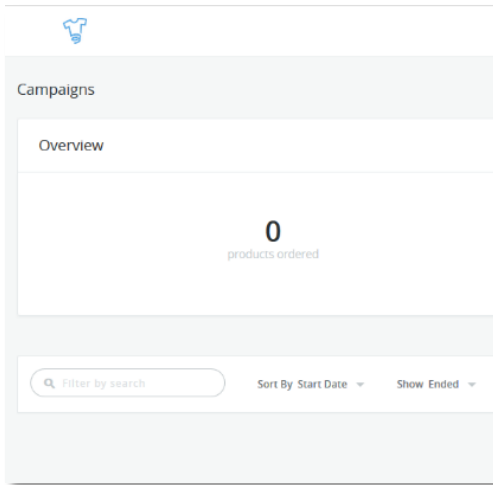 Campaigns
Overview
0
products ordered
Filter by search
Sort By Start Date
Show Ended